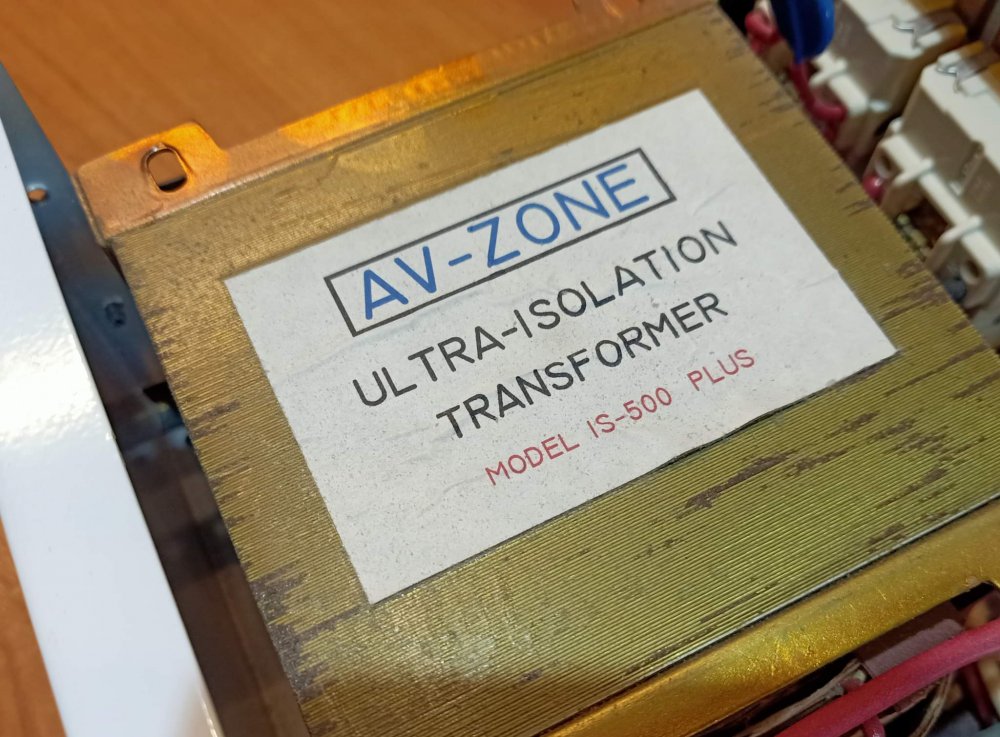 AV-ZONE
ULTRA-ISOLATION
TRANSFORMER
MODEL IS-500 PLUS